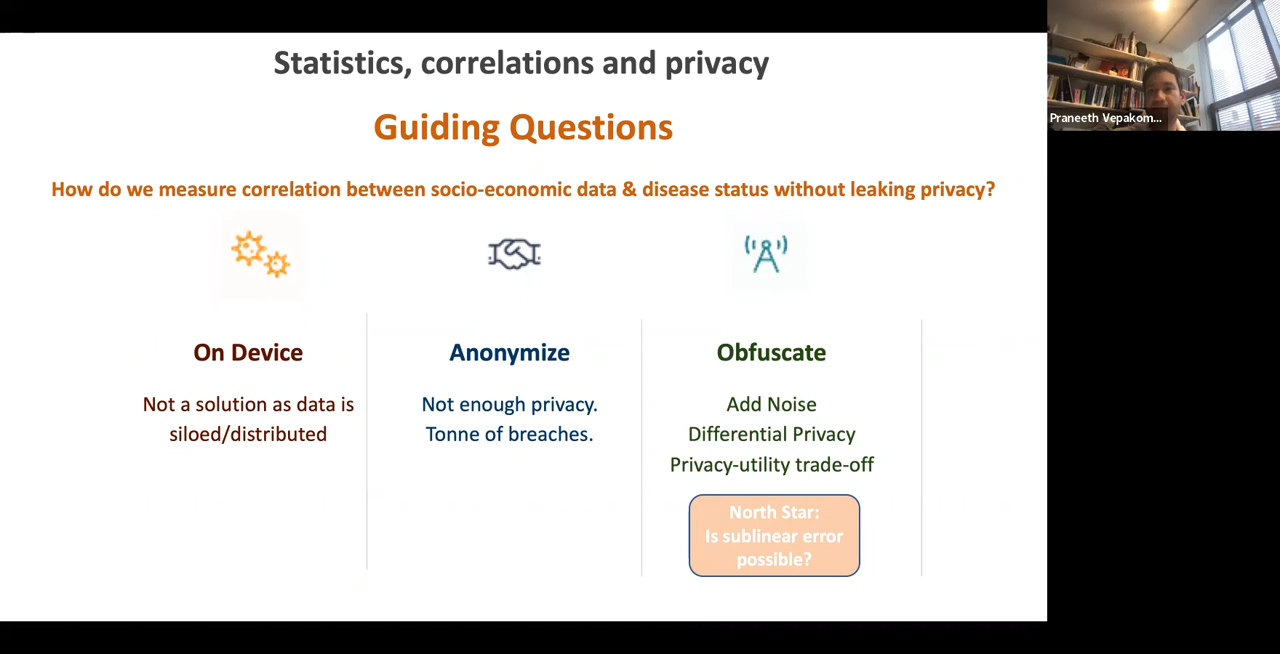 Statistics, correlations and privacy
Guiding Questions
How do we measure correlation between socio-economic data & disease status without leaking privacy?
On Device
Not a solution as data is
siloed/distributed
Anonymize
Not enough privacy.
Tonne of breaches.
Obfuscate
Add Noise
Differential Privacy
Privacy-utility trade-off
North Star:
Is sublinear error
possible?
Praneeth Vepakom...